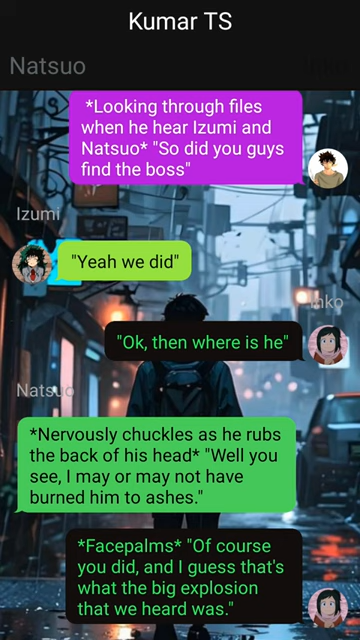 Kumar TS
Natsuo
Inko
*Looking through files
when he hear Izumi and
Natsuo* "So did you guys
find the boss"
Izumi
"Yeah we did"
Inko
"Ok, then where is he"
Natsuo
*Nervously chuckles as he rubs
the back of his head* "Well you
see, I may or may not have
burned him to ashes."
*Facepalms* "Of course
you did, and I guess that's
what the big explosion
that we heard was."